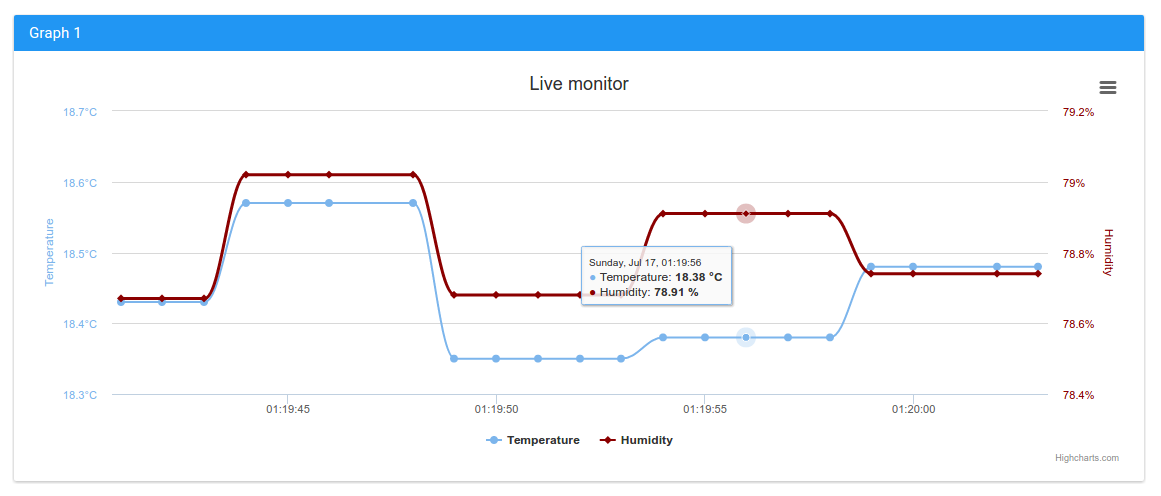 Graph 1
Live monitor
18.7°C
79.2%
18.6°C
79%
18.5°C
78.8%
18.4°C
78.6%
18.3°C
78.4%
Temperature
Humidity
Sunday, Jul 17, 01:19:56
Temperature: 18.38 °C
Humidity: 78.91 %
01:19:45
01:19:50
01:19:55
01:20:00
Temperature
Humidity
Highcharts.com